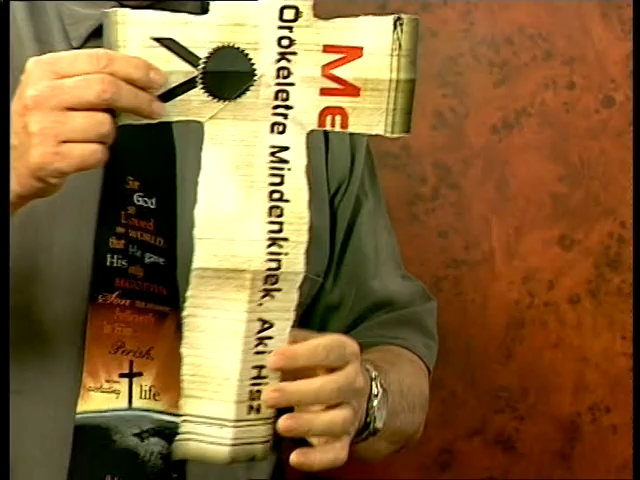 Me
Örökéletre Mindenkinek, Aki Hisz
For
God
so
Loved
the WORLD
that He gave
His only
BEGOTTEN
Son
Perish
life